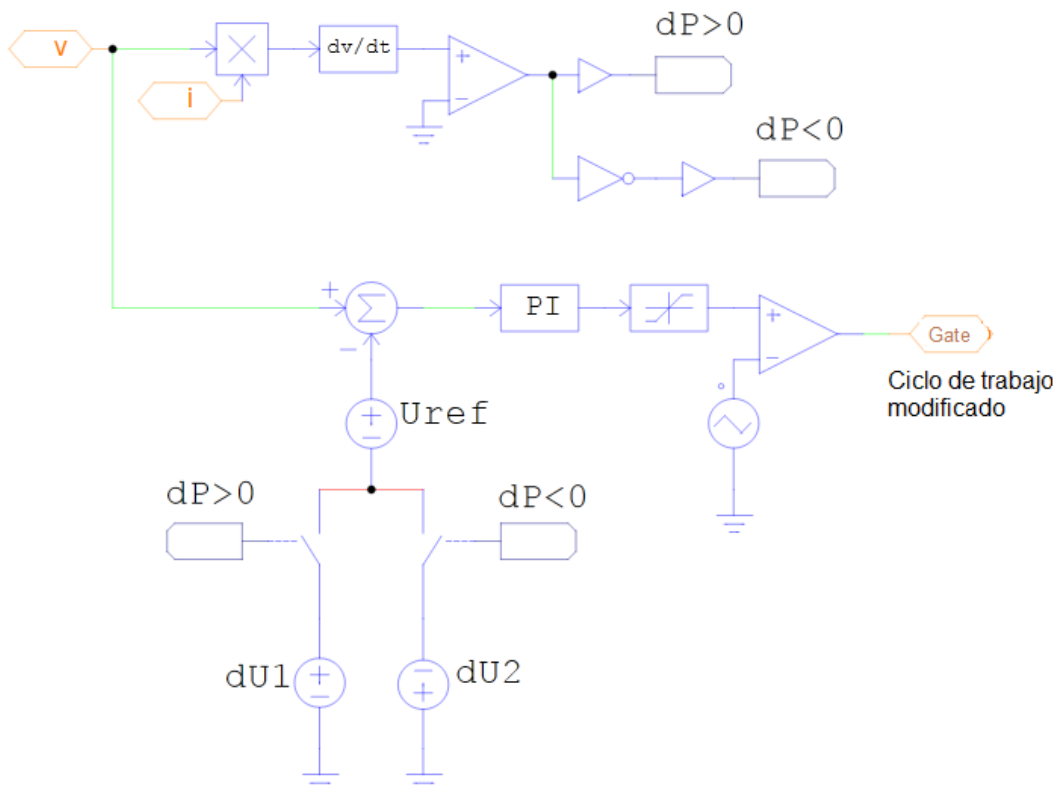 v
i
dv/dt
dP>0
dP<0
PI
Gate
Ciclo de trabajo
modificado
Uref
dP>0
dP<0
dU1
dU2